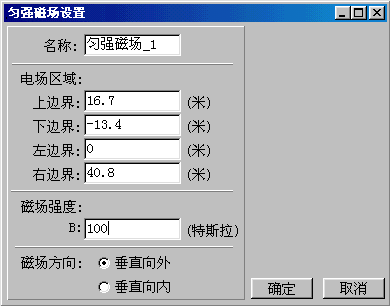 匀强磁场设置
名称: 匀强磁场_1
电场区域:
上边界: 16.7 (米)
下边界: -13.4 (米)
左边界: 0 (米)
右边界: 40.8 (米)
磁场强度:
B: 100 (特斯拉)
磁场方向: 垂直向外
垂直向内
确定 取消